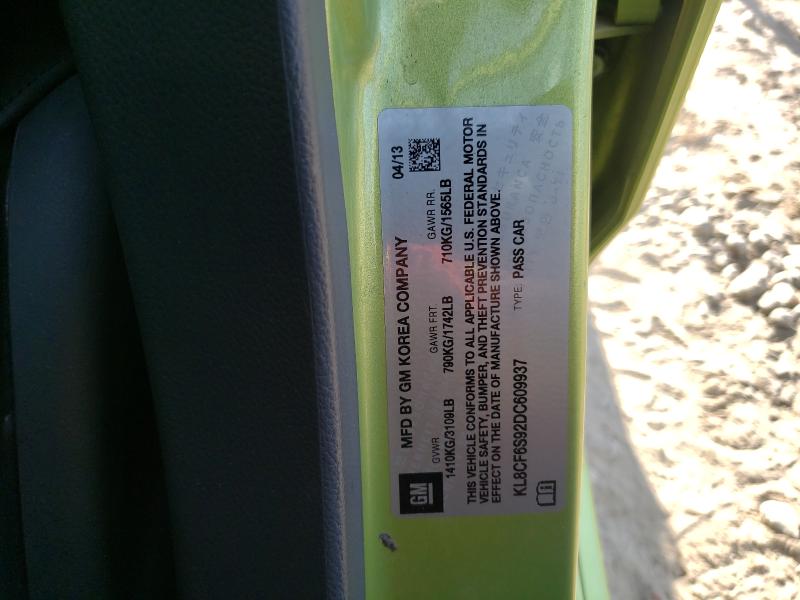 GM
MFD BY GM KOREA COMPANY 04/13
GVWR GAWR FRT. GAWR RR.
1410KG/3109LB 790KG/1742LB 710KG/1565LB
THIS VEHICLE CONFORMS TO ALL APPLICABLE U.S. FEDERAL MOTOR
VEHICLE SAFETY, BUMPER, AND THEFT PREVENTION STANDARDS IN
EFFECT ON THE DATE OF MANUFACTURE SHOWN ABOVE.
KL8CF6S92DC609937 TYPE: PASS CAR